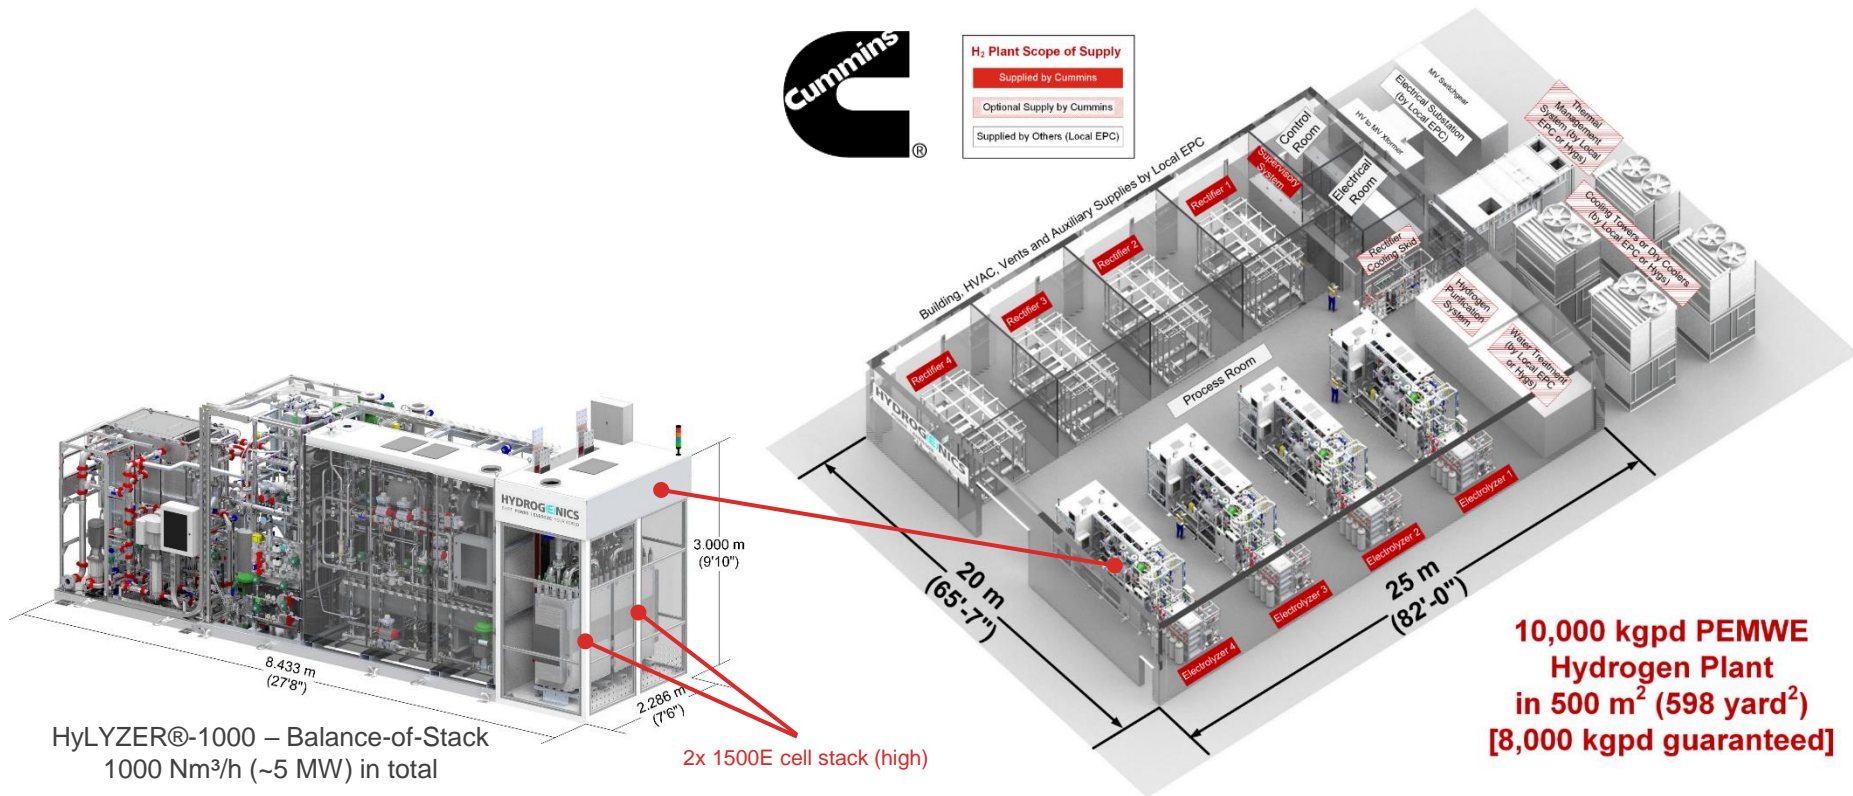 Cummins
®
H₂ Plant Scope of Supply
Supplied by Cummins
Optional Supply by Cummins
Supplied by Others (Local EPC)
Building, HVAC, Vents and Auxiliary Supplies by Local EPC
MV Switchgear
Electrical Substation
(by Local EPC)
HV to MV Xformer
Thermal
Management
System (by Local
EPC or Hygs)
Cooling Towers or Dry Coolers
(by Local EPC or Hygs)
Control
Room
Supervisory
System
Electrical
Room
Rectifier 1
Rectifier 2
Rectifier 3
Rectifier 4
Rectifier
Cooling Skid
Hydrogen
Purification
System
Water Treatment
(by Local EPC
or Hygs)
Process Room
HYDROGENICS
Electrolyzer 1
Electrolyzer 2
Electrolyzer 3
Electrolyzer 4
20 m
(65'-7")
25 m
(82'-0")
10,000 kgpd PEMWE
Hydrogen Plant
in 500 m² (598 yard²)
[8,000 kgpd guaranteed]
HYDROGENICS
3.000 m
(9'10")
8.433 m
(27'8")
2.286 m
(7'6")
HyLYZER®-1000 – Balance-of-Stack
1000 Nm³/h (~5 MW) in total
2x 1500E cell stack (high)